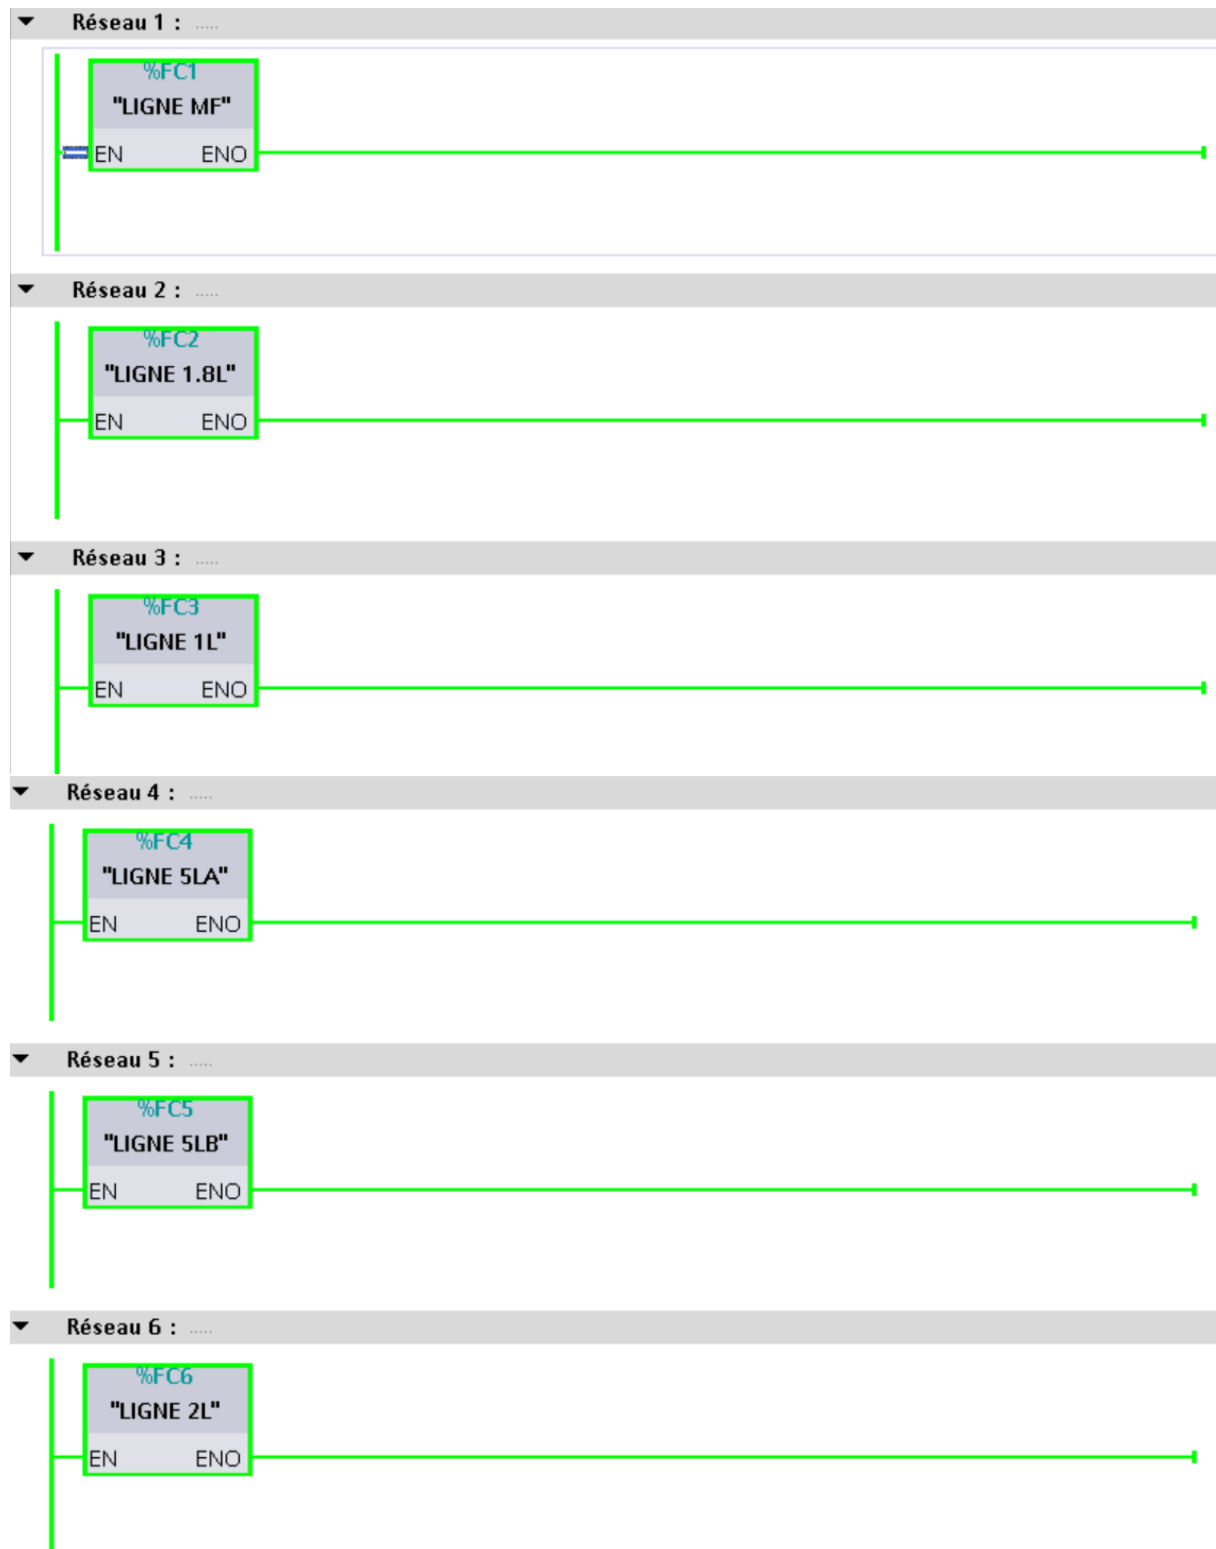 Réseau 1 : .....
%FC1
"LIGNE MF"
EN ENO
Réseau 2 : .....
%FC2
"LIGNE 1.8L"
EN ENO
Réseau 3 : .....
%FC3
"LIGNE 1L"
EN ENO
Réseau 4 : .....
%FC4
"LIGNE 5LA"
EN ENO
Réseau 5 : .....
%FC5
"LIGNE 5LB"
EN ENO
Réseau 6 : .....
%FC6
"LIGNE 2L"
EN ENO